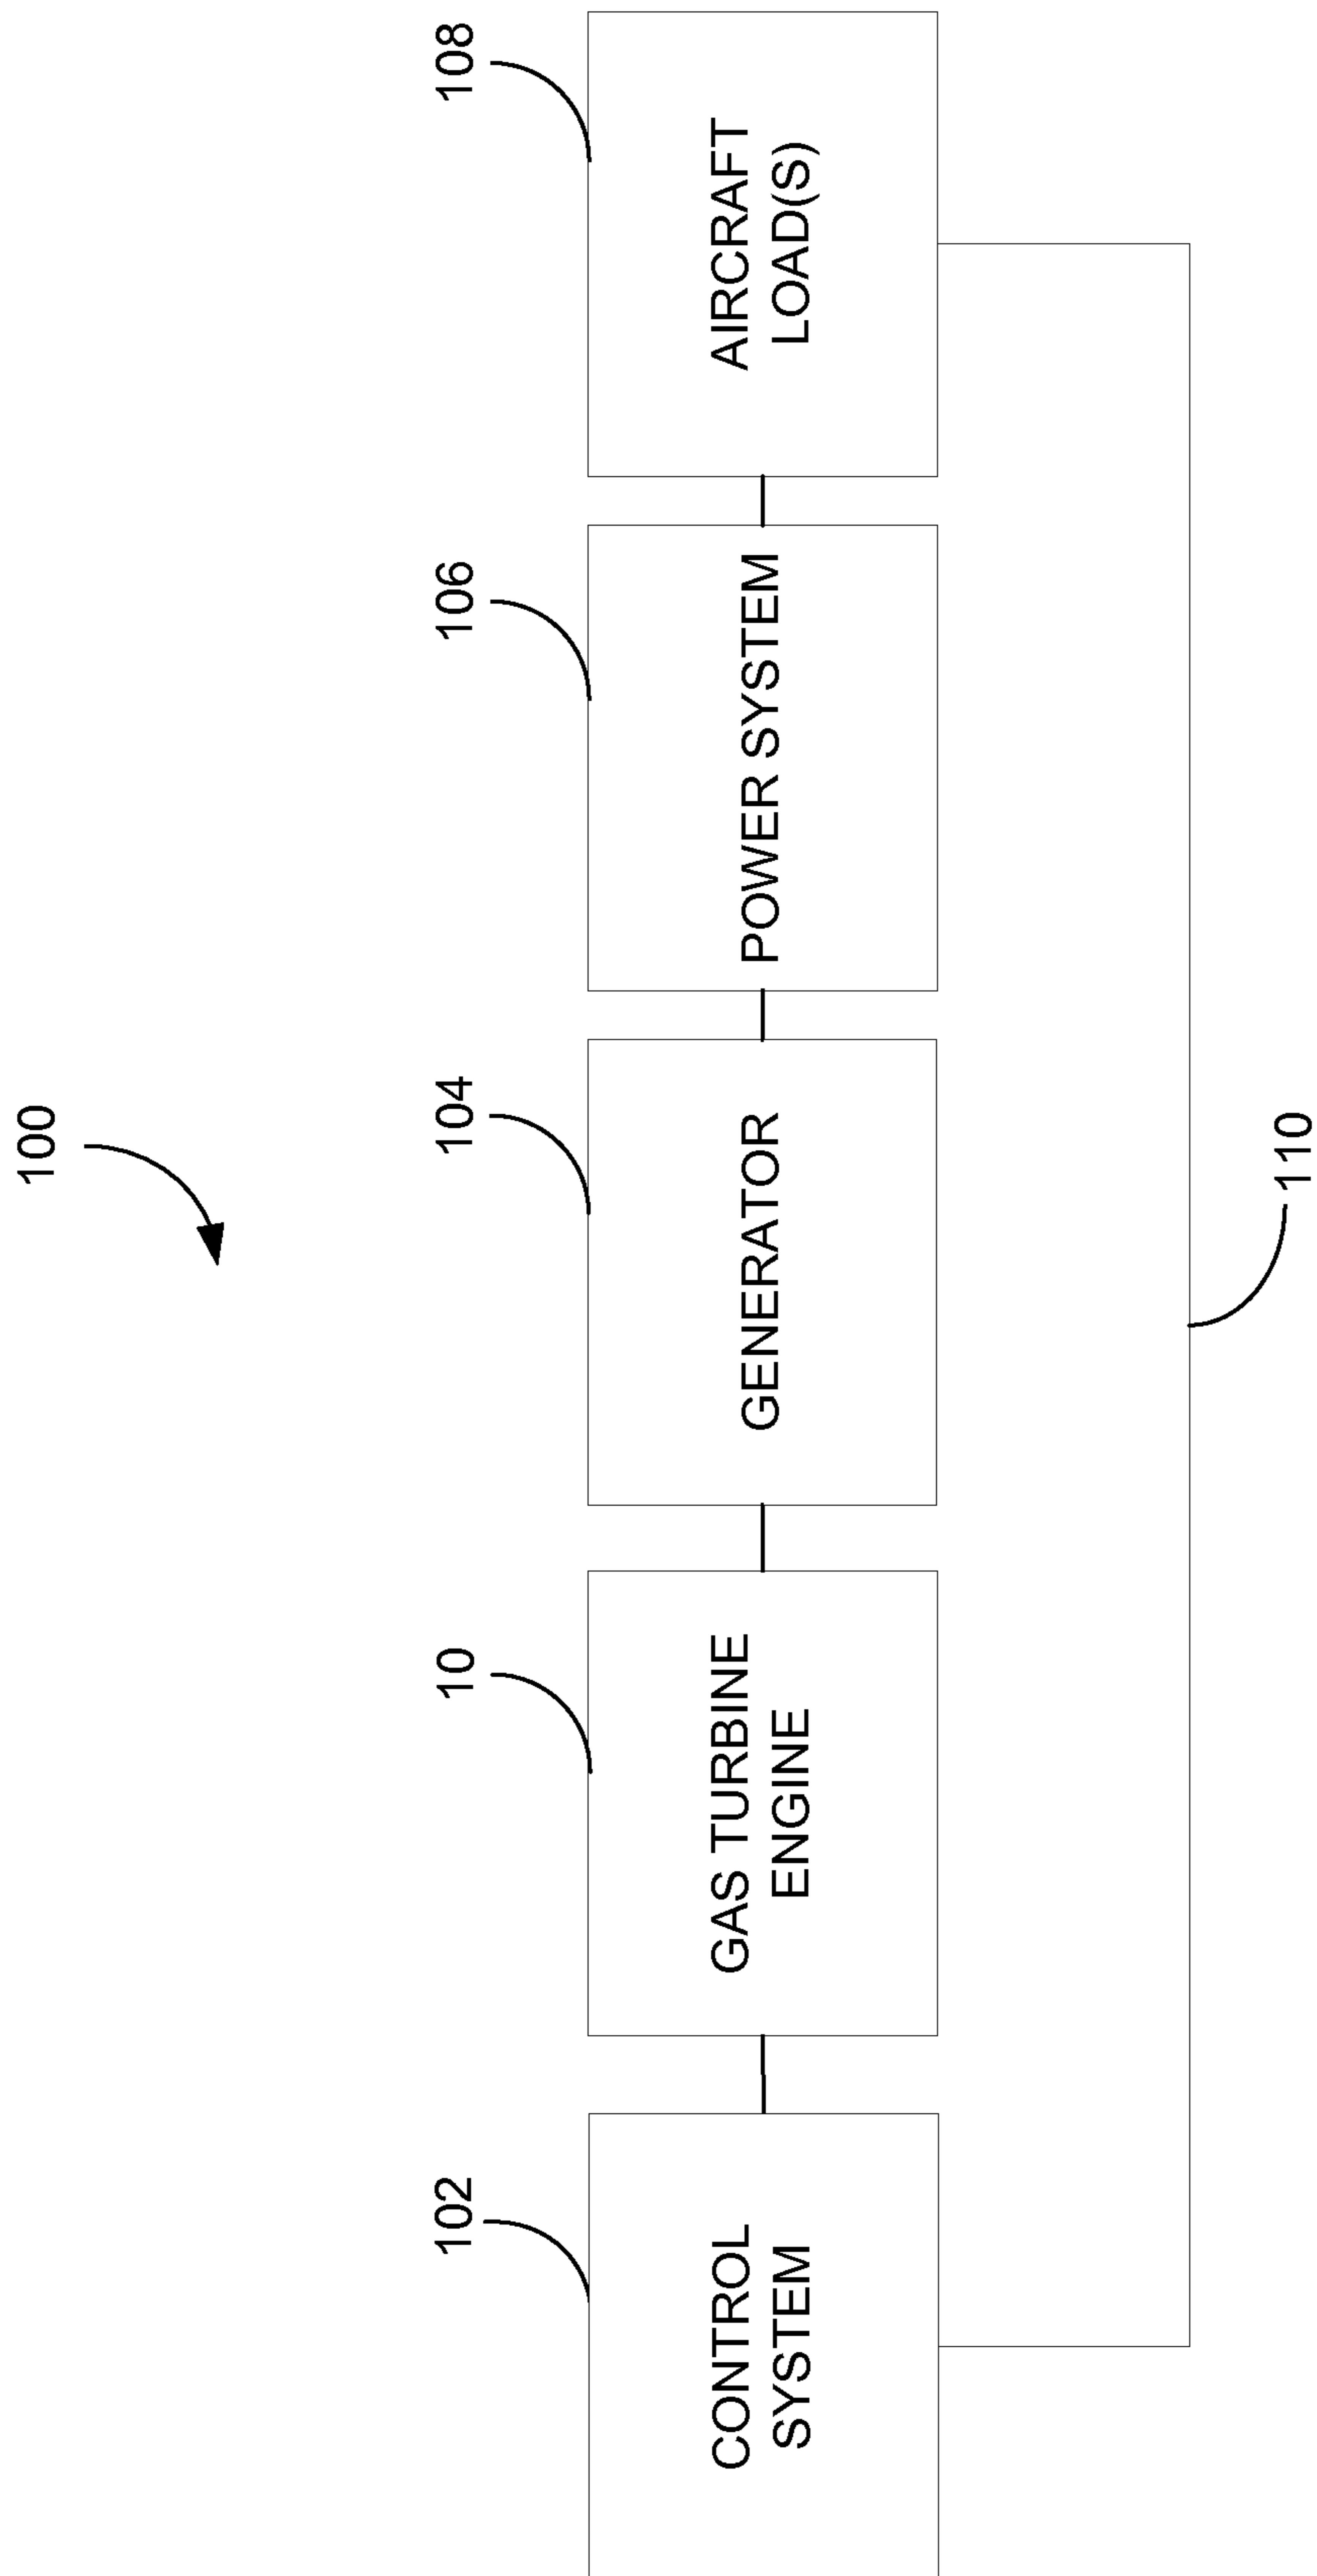 100
102
10
104
106
108
CONTROL
SYSTEM
GAS TURBINE
ENGINE
GENERATOR
POWER SYSTEM
AIRCRAFT
LOAD(S)
110